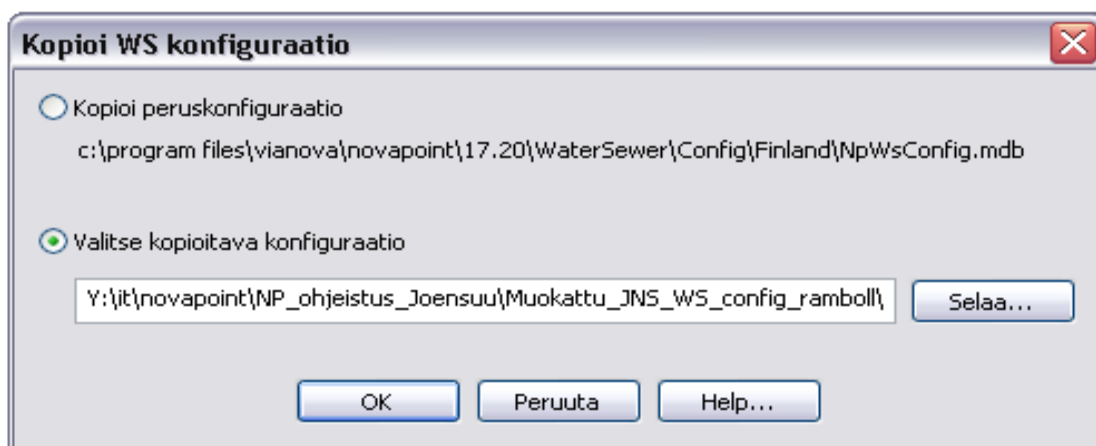 Kopioi WS konfiguraatio
Kopioi peruskonfiguraatio
c:\program files\vianova\novapoint\17.20\WaterSewer\Config\Finland\NpWsConfig.mdb
Valitse kopioitava konfiguraatio
Y:\it\novapoint\NP_ohjeistus_Joensuu\Muokattu_JNS_WS_config_ramboll\ Selaa...
OK Peruuta Help...